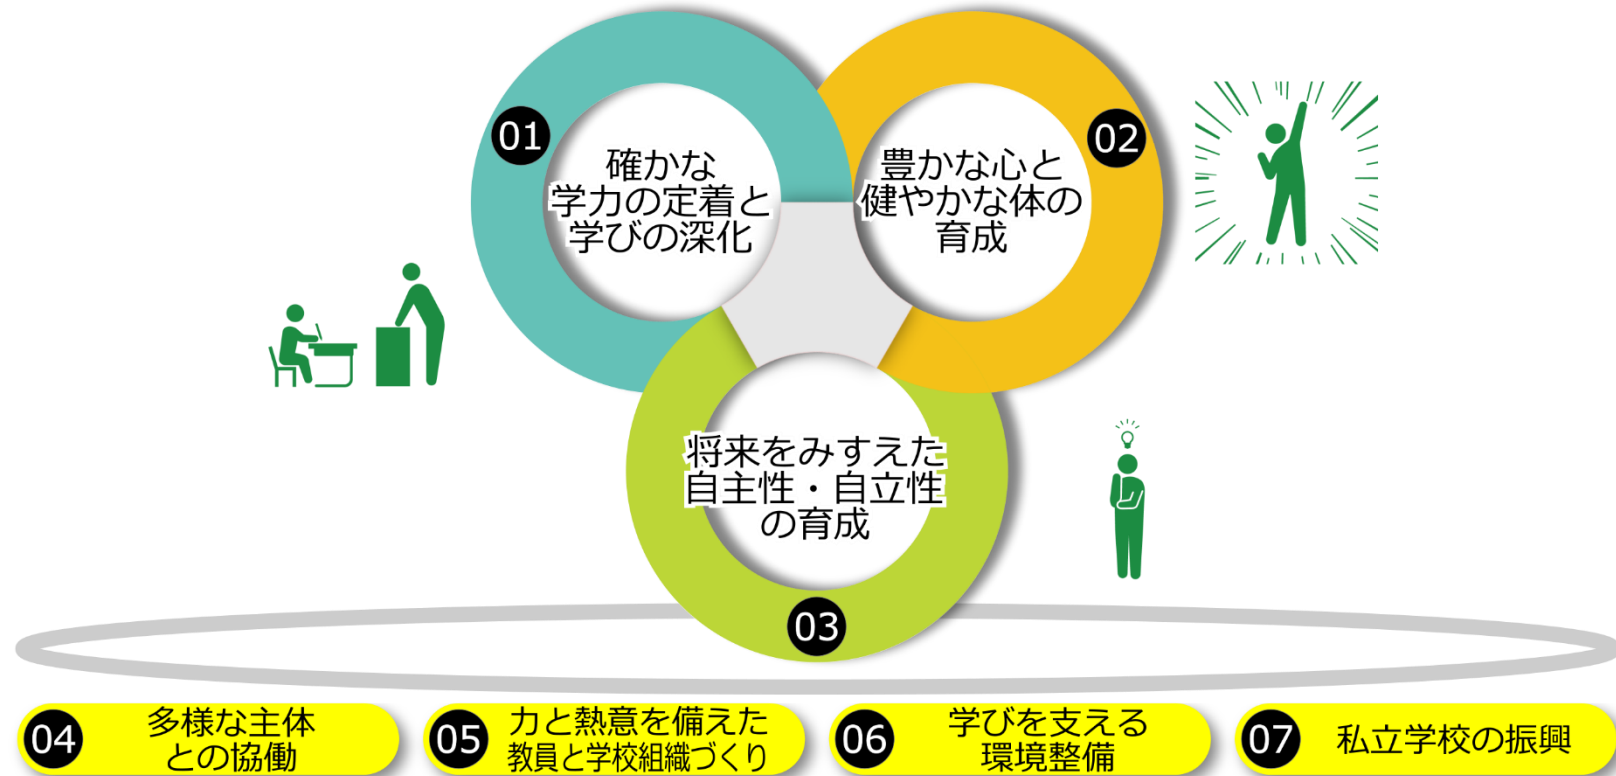 01
確かな
学力の定着と
学びの深化
02
豊かな心と
健やかな体の
育成
03
将来をみすえた
自主性・自立性
の育成
04
多様な主体
との協働
05
力と熱意を備えた
教員と学校組織づくり
06
学びを支える
環境整備
07
私立学校の振興